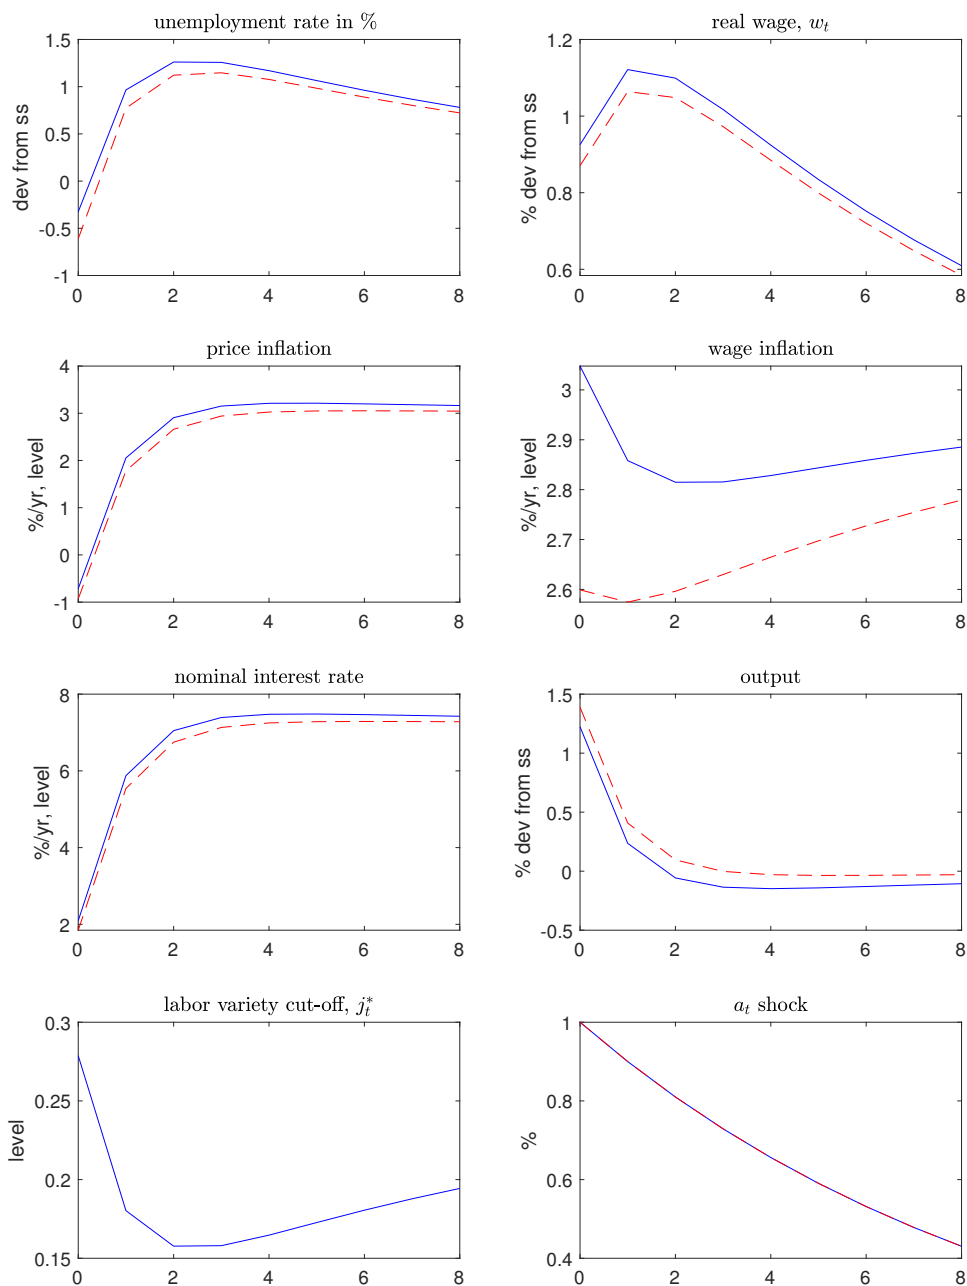 unemployment rate in %
1.5
1
0.5
0
-0.5
-1
dev from ss
0 2 4 6 8
real wage, w_t
1.2
1
0.8
0.6
% dev from ss
0 2 4 6 8
price inflation
4
3
2
1
0
-1
%/yr, level
0 2 4 6 8
wage inflation
3
2.9
2.8
2.7
2.6
%/yr, level
0 2 4 6 8
nominal interest rate
8
6
4
2
%/yr, level
0 2 4 6 8
output
1.5
1
0.5
0
-0.5
% dev from ss
0 2 4 6 8
labor variety cut-off, j_t^*
0.3
0.25
0.2
0.15
level
0 2 4 6 8
a_t shock
1
0.8
0.6
0.4
%
0 2 4 6 8